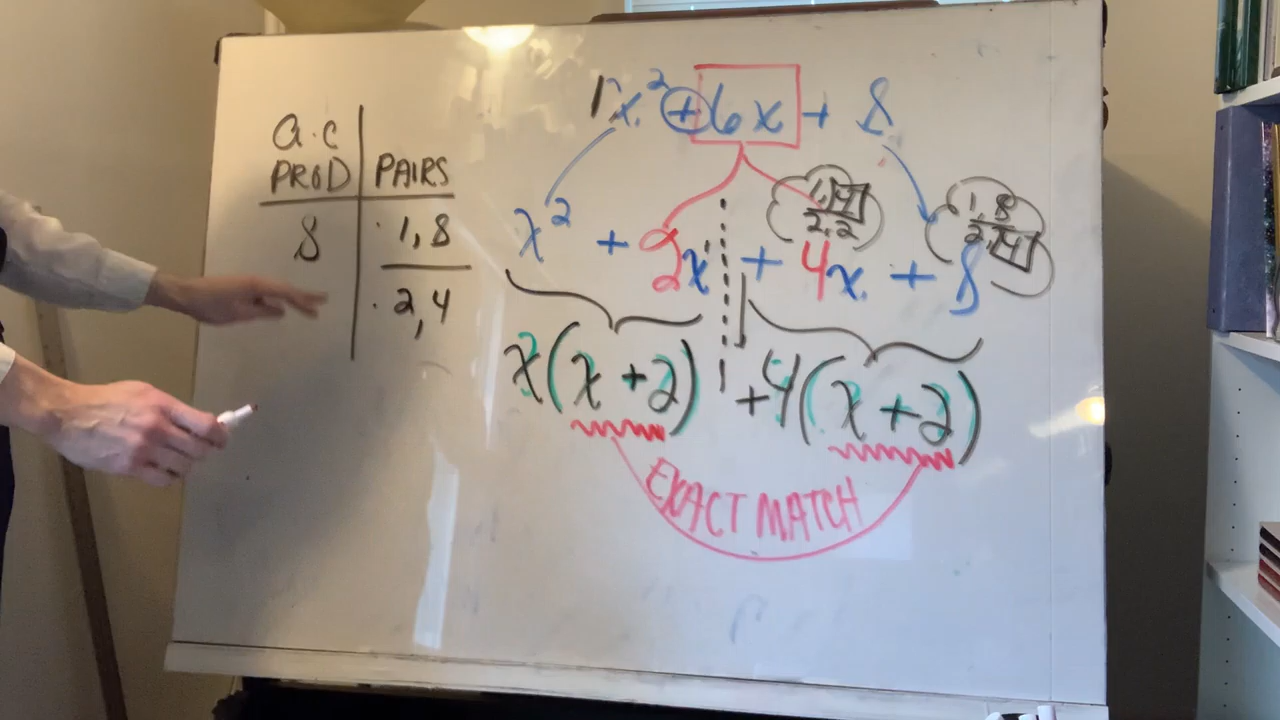 a.c
PROD PAIRS
8 · 1, 8
· 2, 4
1x² + 6x + 8
1, 4
2, 2
1, 8
2, 4
x² + 2x + 4x + 8
x(x+2) + 4(x+2)
EXACT MATCH